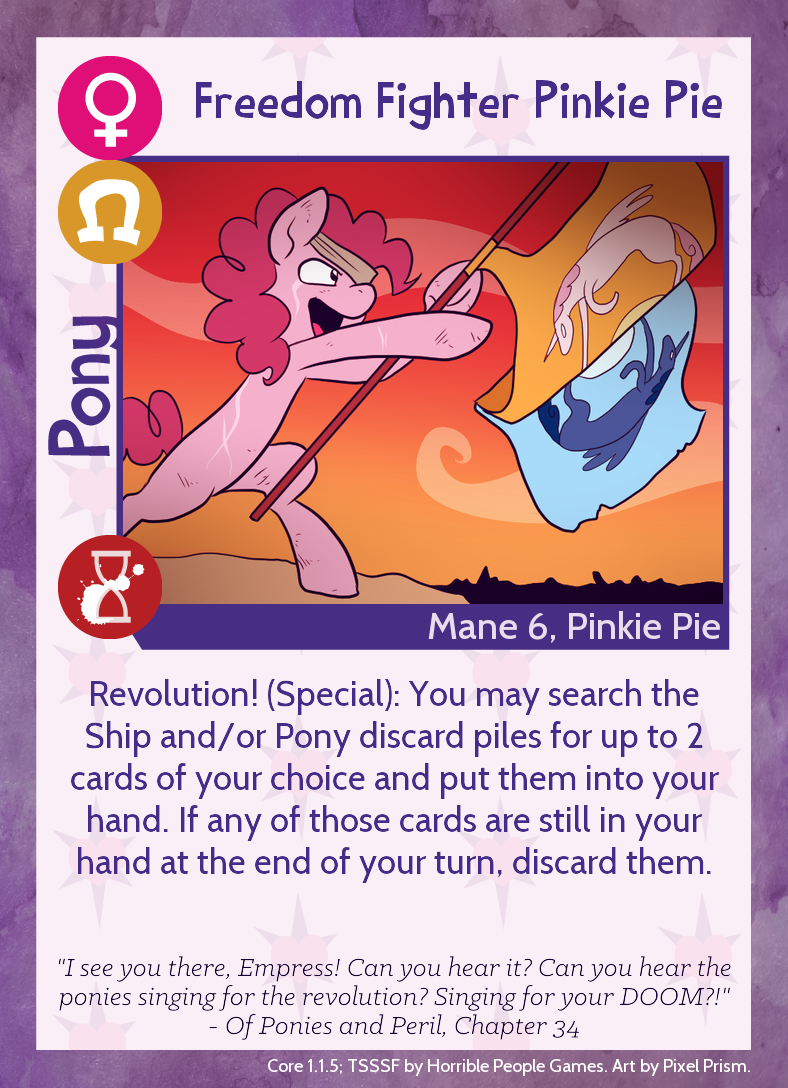 Freedom Fighter Pinkie Pie
Pony
Mane 6, Pinkie Pie
Revolution! (Special): You may search the
Ship and/or Pony discard piles for up to 2
cards of your choice and put them into your
hand. If any of those cards are still in your
hand at the end of your turn, discard them.
"I see you there, Empress! Can you hear it? Can you hear the
ponies singing for the revolution? Singing for your DOOM?!"
- Of Ponies and Peril, Chapter 34
Core 1.1.5; TSSSF by Horrible People Games. Art by Pixel Prism.